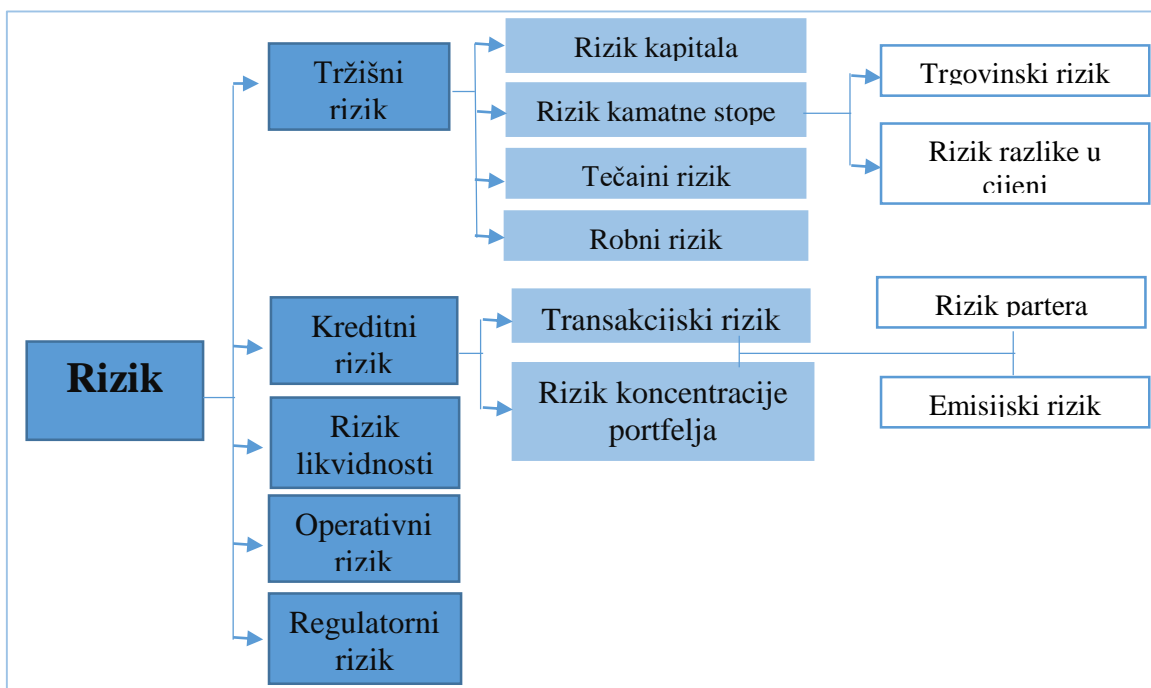 Rizik
Tržišni
rizik
Rizik kapitala
Rizik kamatne stope
Trgovinski rizik
Rizik razlike u
cijeni
Tečajni rizik
Robni rizik
Kreditni
rizik
Transakcijski rizik
Rizik koncentracije
portfelja
Rizik partera
Emisijski rizik
Rizik
likvidnosti
Operativni
rizik
Regulatorni
rizik